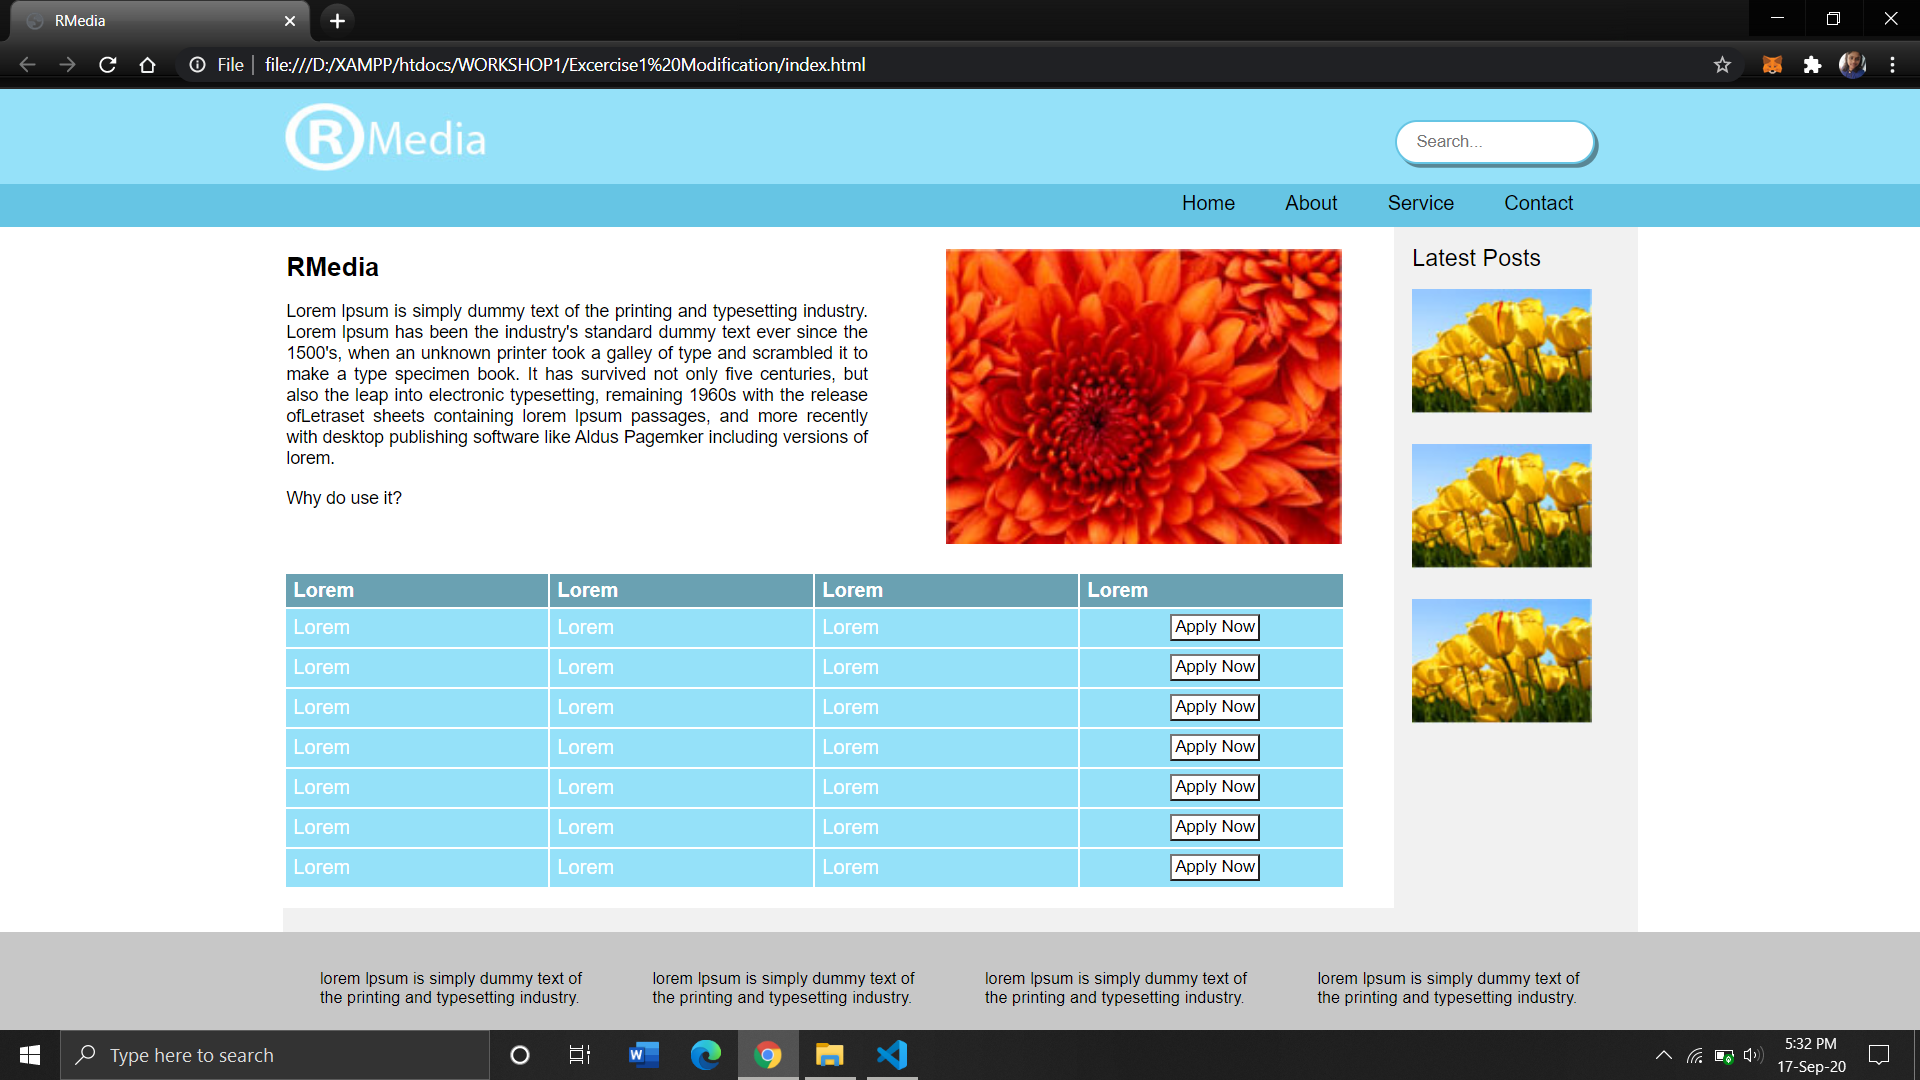 RMedia
File
file:///D:/XAMPP/htdocs/WORKSHOP1/Excercise1%20Modification/index.html
R Media
Search...
Home About Service Contact
RMedia
Lorem Ipsum is simply dummy text of the printing and typesetting industry.
Lorem Ipsum has been the industry's standard dummy text ever since the
1500's, when an unknown printer took a galley of type and scrambled it to
make a type specimen book. It has survived not only five centuries, but
also the leap into electronic typesetting, remaining 1960s with the release
ofLetraset sheets containing lorem Ipsum passages, and more recently
with desktop publishing software like Aldus Pagemker including versions of
lorem.
Why do use it?
Latest Posts
Lorem Lorem Lorem Lorem
Lorem Lorem Lorem Apply Now
Lorem Lorem Lorem Apply Now
Lorem Lorem Lorem Apply Now
Lorem Lorem Lorem Apply Now
Lorem Lorem Lorem Apply Now
Lorem Lorem Lorem Apply Now
Lorem Lorem Lorem Apply Now
lorem Ipsum is simply dummy text of
the printing and typesetting industry.
lorem Ipsum is simply dummy text of
the printing and typesetting industry.
lorem Ipsum is simply dummy text of
the printing and typesetting industry.
lorem Ipsum is simply dummy text of
the printing and typesetting industry.
Type here to search
W
5:32 PM
17-Sep-20